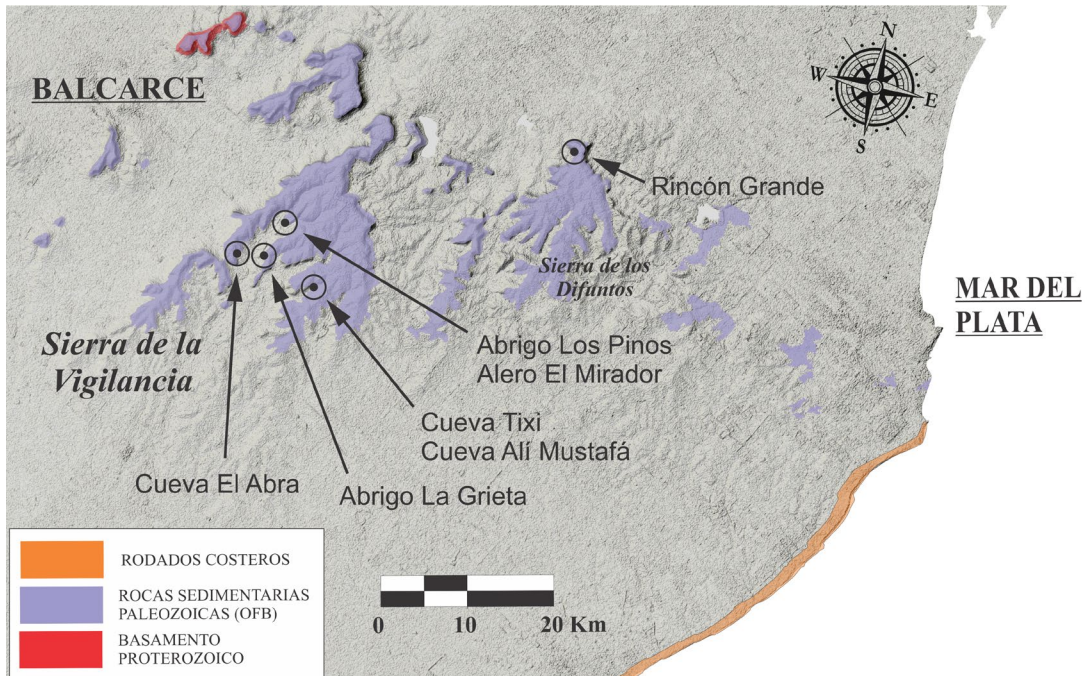 BALCARCE
N
W
E
S
Rincón Grande
Sierra de los
Difuntos
MAR DEL
PLATA
Sierra de la
Vigilancia
Abrigo Los Pinos
Alero El Mirador
Cueva Tixi
Cueva Alí Mustafá
Cueva El Abra
Abrigo La Grieta
RODADOS COSTEROS
ROCAS SEDIMENTARIAS
PALEOZOICAS (OFB)
BASAMENTO
PROTEROZOICO
0 10 20 Km